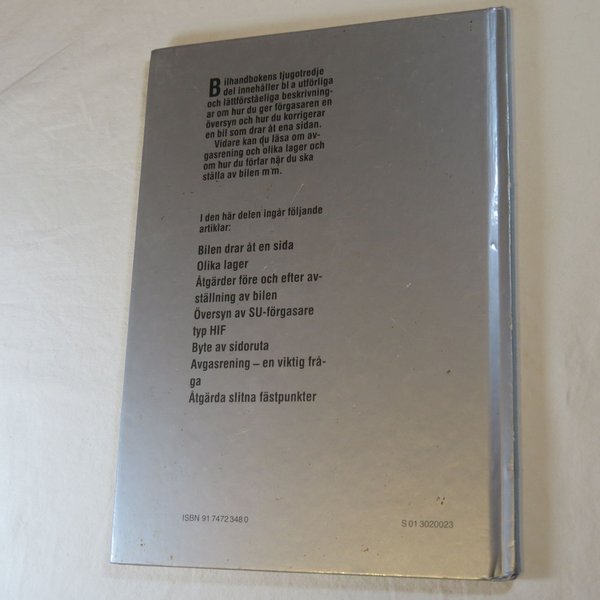 Bilhandbokens tjugotredje
del innehåller bl a utförliga
och lättförståeliga beskrivning-
ar om hur du ger förgasaren en
översyn och hur du korrigerar
en bil som drar åt ena sidan.
Vidare kan du läsa om av-
gasrening och olika lager och
om hur du förfar när du ska
ställa av bilen m m.
I den här delen ingår följande
artiklar:
Bilen drar åt en sida
Olika lager
Åtgärder före och efter av-
ställning av bilen
Översyn av SU-förgasare
typ HIF
Byte av sidoruta
Avgasrening – en viktig frå-
ga
Åtgärda slitna fästpunkter
ISBN 91 7472 348 0
S 01 3020023